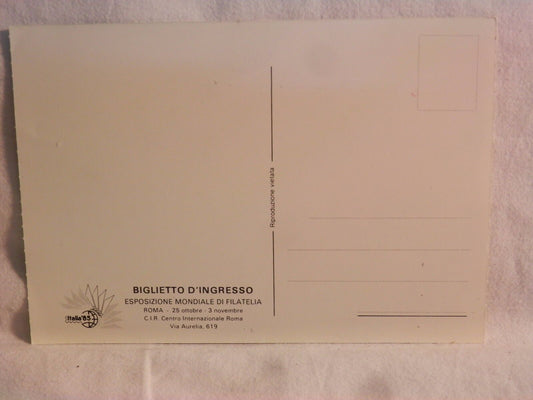 Riproduzione vietata
BIGLIETTO D'INGRESSO
ESPOSIZIONE MONDIALE DI FILATELIA
ROMA - 25 ottobre - 3 novembre
C.I.R. Centro Internazionale Roma
Via Aurelia, 619
Italia'85